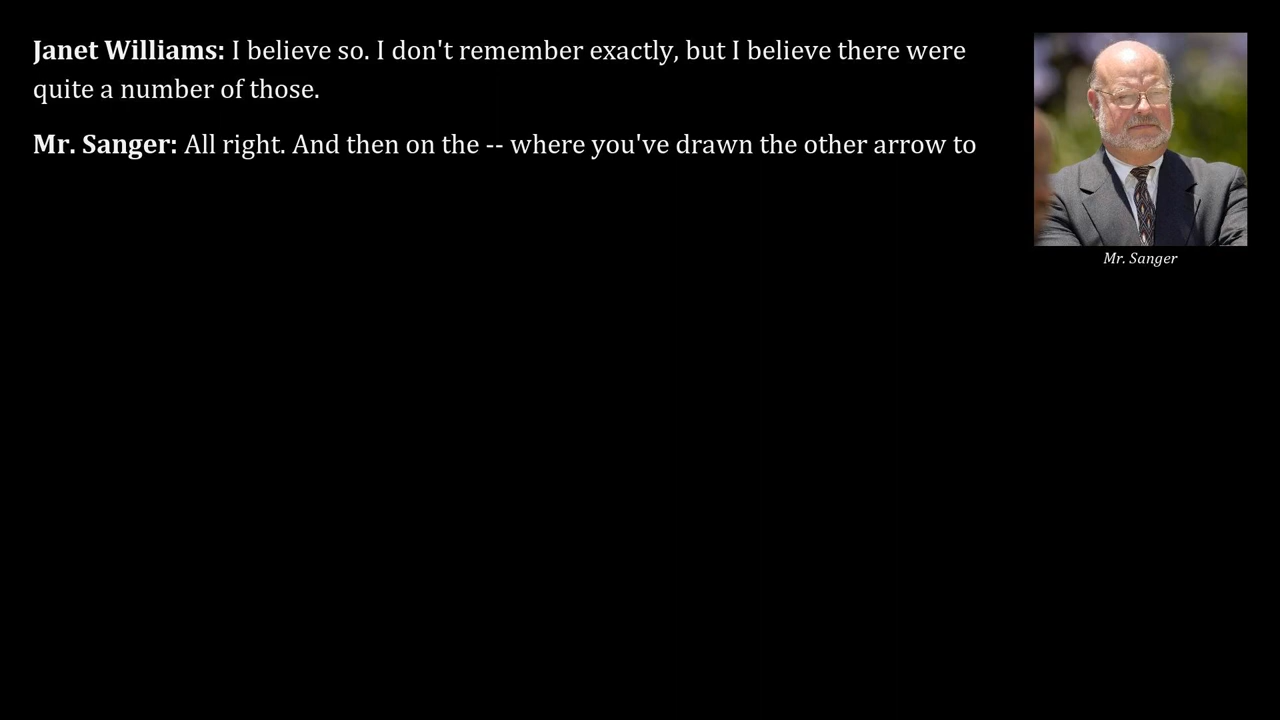 Janet Williams: I believe so. I don't remember exactly, but I believe there were
quite a number of those.
Mr. Sanger: All right. And then on the -- where you've drawn the other arrow to
Mr. Sanger